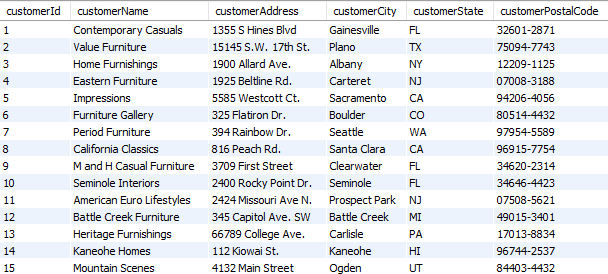 customerId customerName customerAddress customerCity customerState customerPostalCode
1 Contemporary Casuals 1355 S Hines Blvd Gainesville FL 32601-2871
2 Value Furniture 15145 S.W. 17th St. Plano TX 75094-7743
3 Home Furnishings 1900 Allard Ave. Albany NY 12209-1125
4 Eastern Furniture 1925 Beltline Rd. Carteret NJ 07008-3188
5 Impressions 5585 Westcott Ct. Sacramento CA 94206-4056
6 Furniture Gallery 325 Flatiron Dr. Boulder CO 80514-4432
7 Period Furniture 394 Rainbow Dr. Seattle WA 97954-5589
8 California Classics 816 Peach Rd. Santa Clara CA 96915-7754
9 M and H Casual Furniture 3709 First Street Clearwater FL 34620-2314
10 Seminole Interiors 2400 Rocky Point Dr. Seminole FL 34646-4423
11 American Euro Lifestyles 2424 Missouri Ave N. Prospect Park NJ 07508-5621
12 Battle Creek Furniture 345 Capitol Ave. SW Battle Creek MI 49015-3401
13 Heritage Furnishings 66789 College Ave. Carlisle PA 17013-8834
14 Kaneohe Homes 112 Kiowai St. Kaneohe HI 96744-2537
15 Mountain Scenes 4132 Main Street Ogden UT 84403-4432